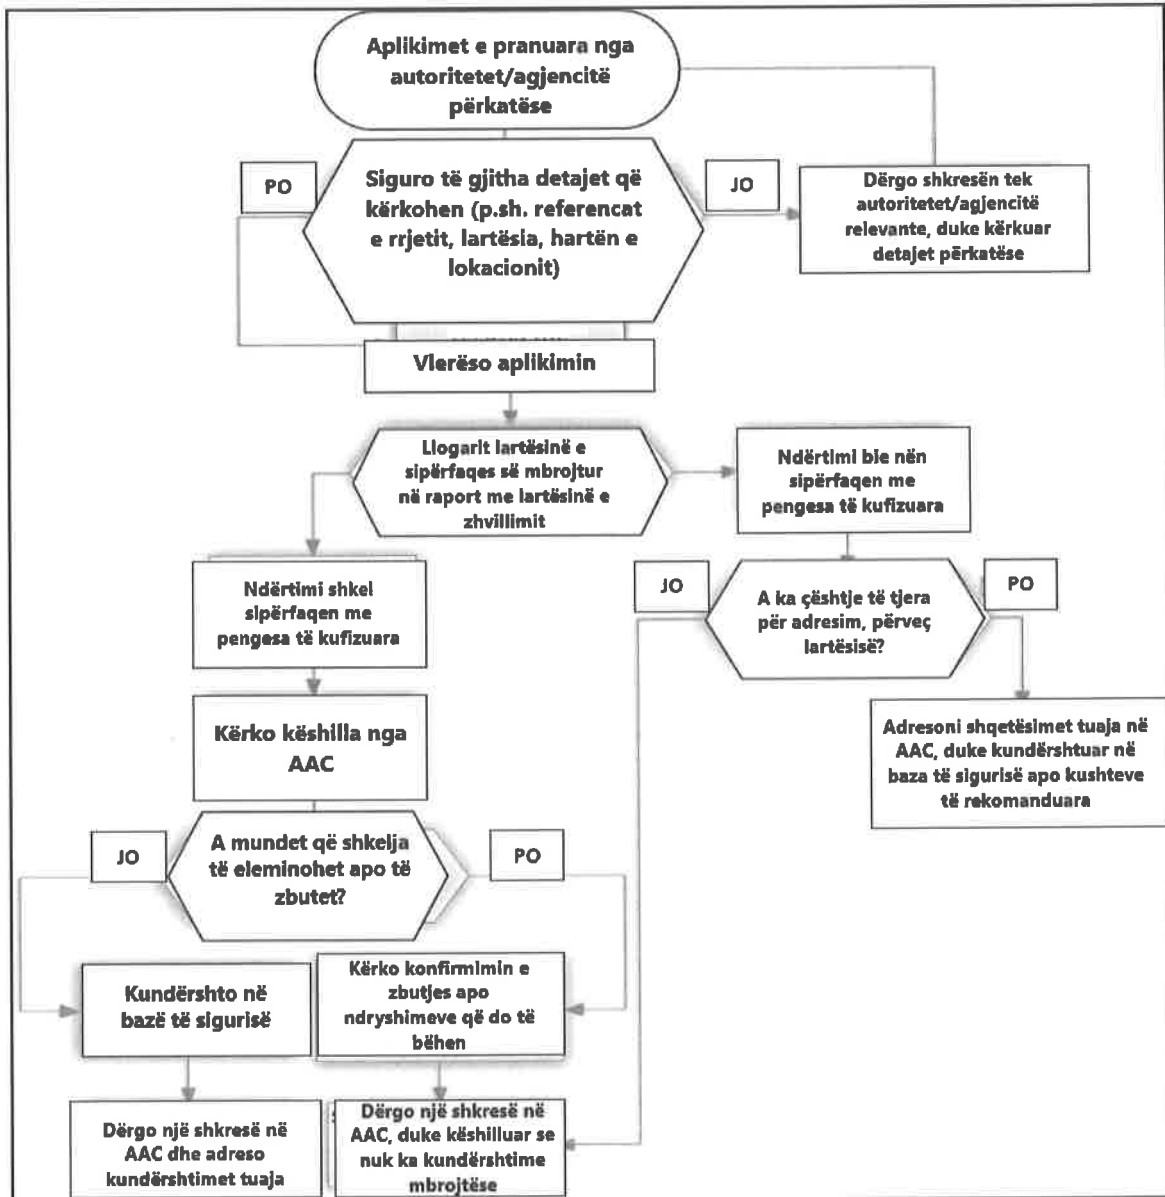 Aplikimet e pranuara nga
autoritetet/agjencitë
përkatëse
PO
Siguro të gjitha detajet që
kërkohen (p.sh. referencat
e rrjetit, lartësia, hartën e
lokacionit)
JO
Dërgo shkresën tek
autoritetet/agjencitë
relevante, duke kërkuar
detajet përkatëse
Vlerëso aplikimin
Llogarit lartësinë e
sipërfaqes së mbrojtur
në raport me lartësinë e
zhvillimit
Ndërtimi bie nën
sipërfaqen me
pengesa të kufizuara
Ndërtimi shkel
sipërfaqen me
pengesa të kufizuara
JO
A ka çështje të tjera
për adresim, përveç
lartësisë?
PO
Kërko këshilla nga
AAC
Adresoni shqetësimet tuaja në
AAC, duke kundërshtuar në
baza të sigurisë apo kushteve
të rekomanduara
JO
A mundet që shkelja
të eleminohet apo të
zbutet?
PO
Kundërshto në
bazë të sigurisë
Kërko konfirmimin e
zbutjes apo
ndryshimeve që do të
bëhen
Dërgo një shkresë në
AAC dhe adreso
kundërshtimet tuaja
Dërgo një shkresë në
AAC, duke këshilluar se
nuk ka kundërshtime
mbrojtëse